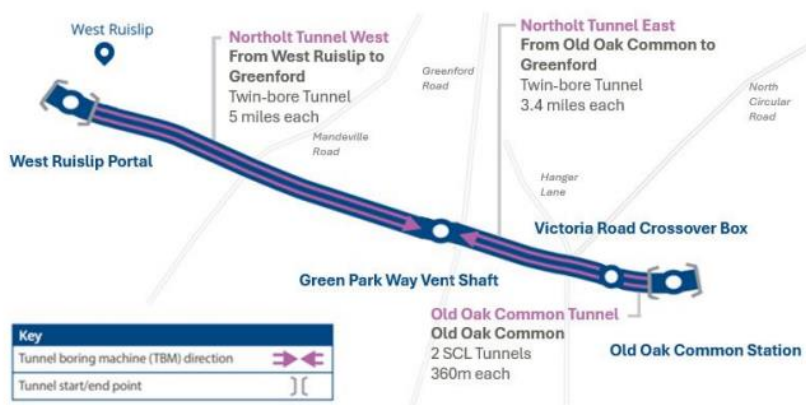 West Ruislip
Northolt Tunnel West
From West Ruislip to
Greenford
Twin-bore Tunnel
5 miles each
Northolt Tunnel East
From Old Oak Common to
Greenford
Twin-bore Tunnel
3.4 miles each
Greenford
Road
North
Circular
Road
Mandeville
Road
West Ruislip Portal
Hanger
Lane
Victoria Road Crossover Box
Green Park Way Vent Shaft
Old Oak Common Tunnel
Old Oak Common
2 SCL Tunnels
360m each
Old Oak Common Station
Key
Tunnel boring machine (TBM) direction
Tunnel start/end point